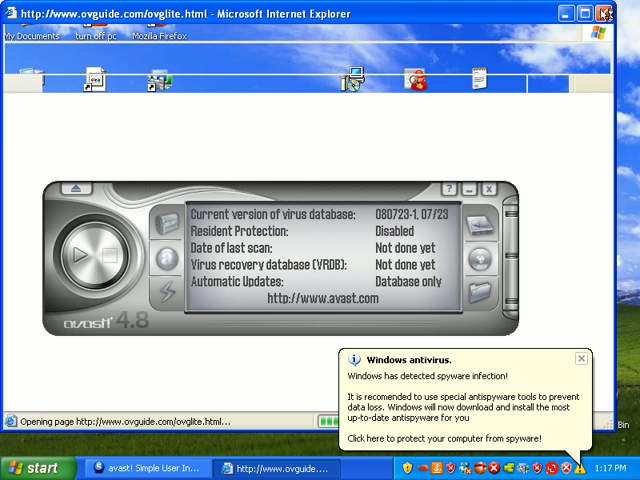 http://www.ovguide.com/ovglite.html - Microsoft Internet Explorer
My Documents turn off pc Mozilla Firefox
Current version of virus database: 080723-1, 07/23
Resident Protection: Disabled
Date of last scan: Not done yet
Virus recovery database (VRDB): Not done yet
Automatic Updates: Database only
http://www.avast.com
avast! 4.8
Windows antivirus.
Windows has detected spyware infection!
It is recomended to use special antispyware tools to prevent
data loss. Windows will now download and install the most
up-to-date antispyware for you
Click here to protect your computer from spyware!
Opening page http://www.ovguide.com/ovglite.html...
Bin
start
avast! Simple User In...
http://www.ovguide....
1:17 PM